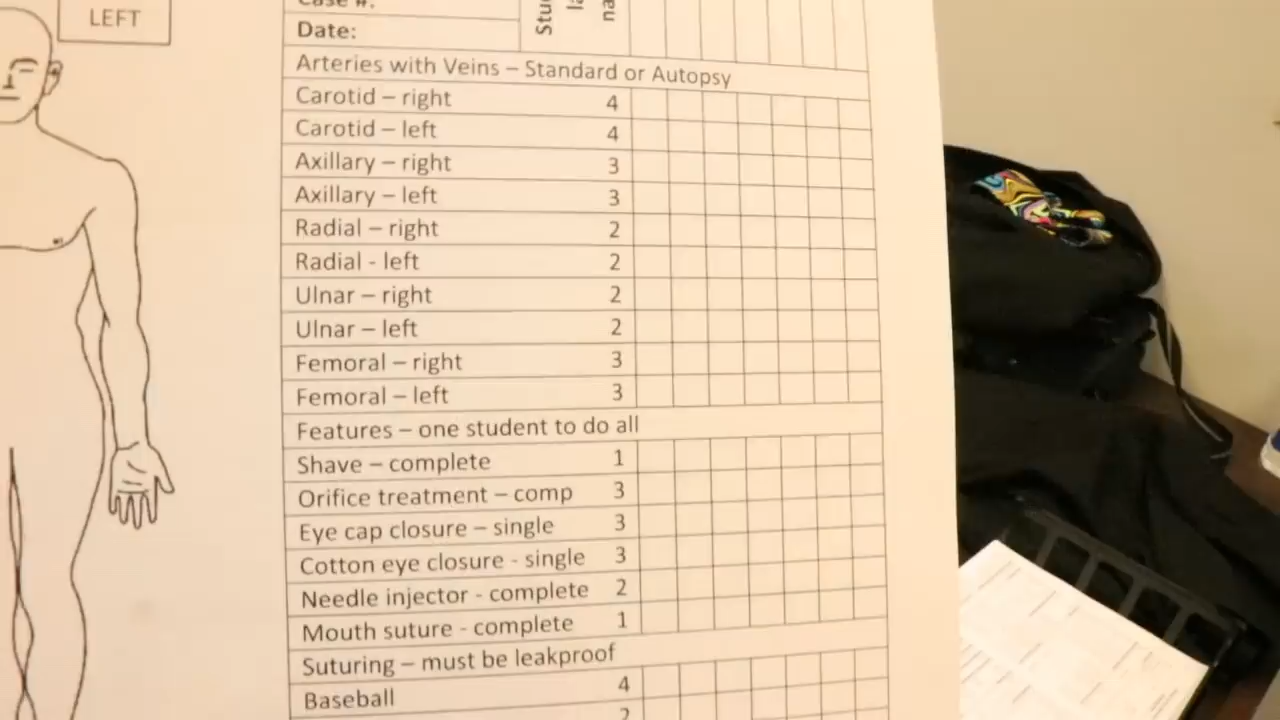 LEFT
Case #:
Date:
Arteries with Veins – Standard or Autopsy
Carotid – right 4
Carotid – left 4
Axillary – right 3
Axillary – left 3
Radial – right 2
Radial - left 2
Ulnar – right 2
Ulnar – left 2
Femoral – right 3
Femoral – left 3
Features – one student to do all
Shave – complete 1
Orifice treatment – comp 3
Eye cap closure – single 3
Cotton eye closure - single 3
Needle injector - complete 2
Mouth suture - complete 1
Suturing – must be leakproof
Baseball 4
2